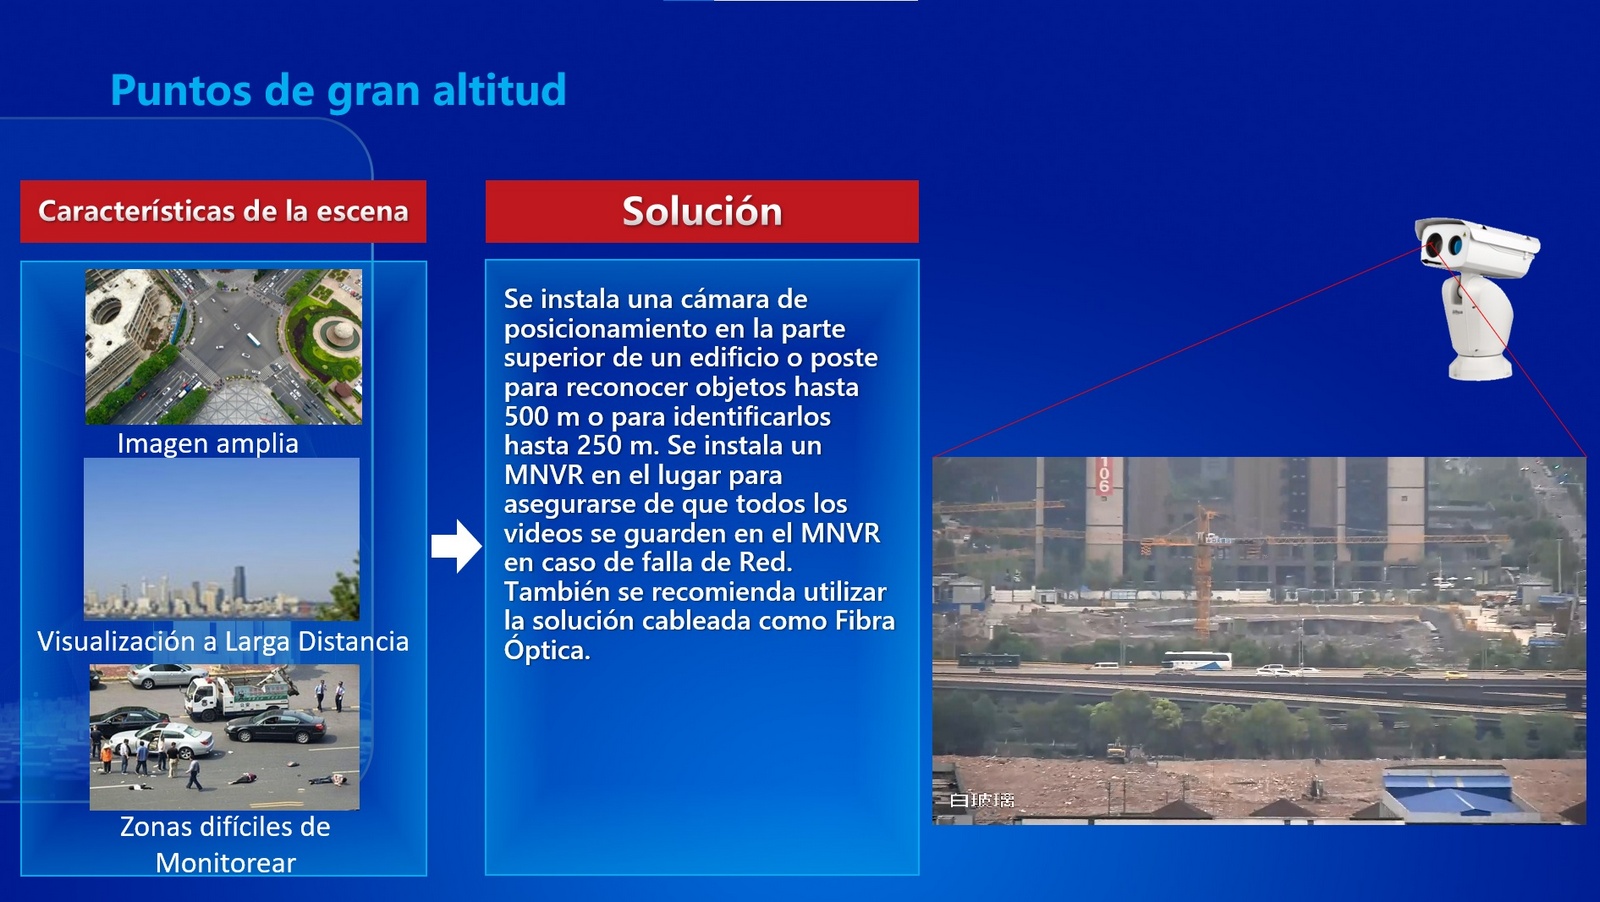 Puntos de gran altitud
Características de la escena
Imagen amplia
Visualización a Larga Distancia
Zonas difíciles de
Monitorear
Solución
Se instala una cámara de
posicionamiento en la parte
superior de un edificio o poste
para reconocer objetos hasta
500 m o para identificarlos
hasta 250 m. Se instala un
MNVR en el lugar para
asegurarse de que todos los
videos se guarden en el MNVR
en caso de falla de Red.
También se recomienda utilizar
la solución cableada como Fibra
Óptica.
106
白玻璃